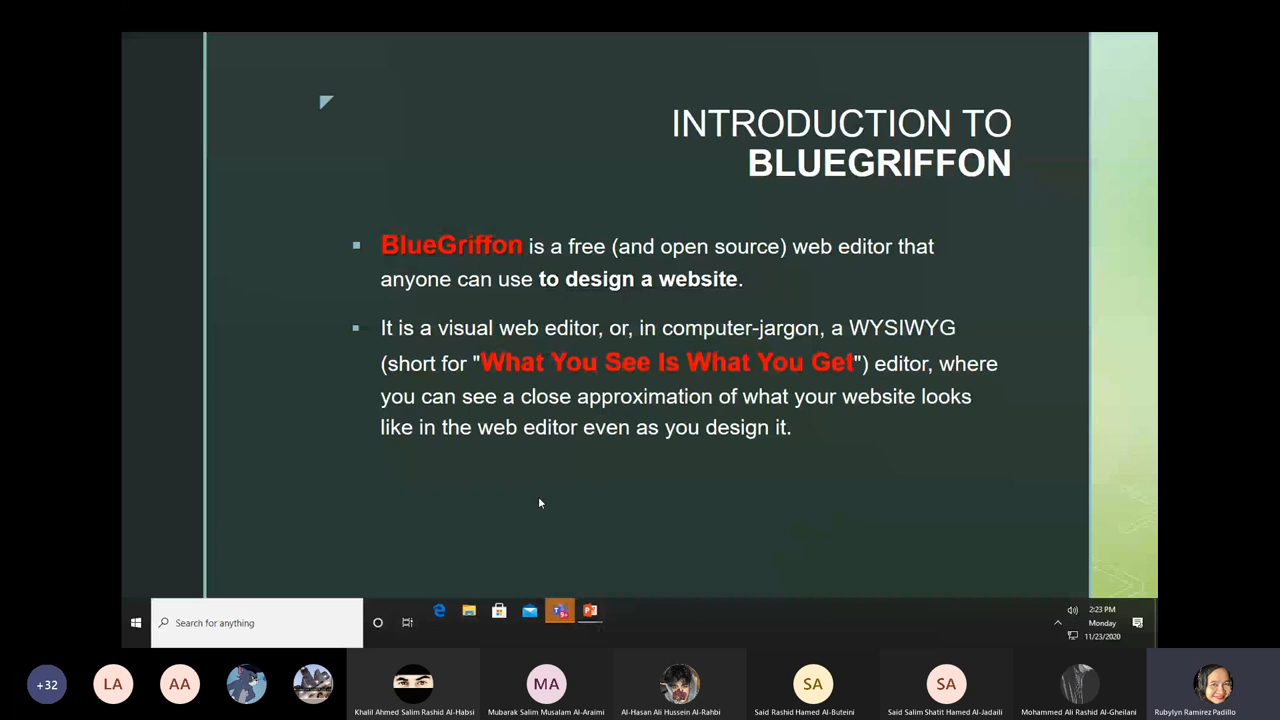 INTRODUCTION TO
BLUEGRIFFON
BlueGriffon is a free (and open source) web editor that
anyone can use to design a website.
It is a visual web editor, or, in computer-jargon, a WYSIWYG
(short for "What You See Is What You Get") editor, where
you can see a close approximation of what your website looks
like in the web editor even as you design it.
Search for anything
9+
2:23 PM
Monday
11/23/2020
+32
LA
AA
MA
SA
SA
Khalil Ahmed Salim Rashid Al-Habsi
Mubarak Salim Musalam Al-Araimi
Al-Hasan Ali Hussein Al-Rahbi
Said Rashid Hamed Al-Buteini
Said Salim Shatit Hamed Al-Jadaili
Mohammed Ali Rashid Al-Gheilani
Rubylyn Ramirez Padillo